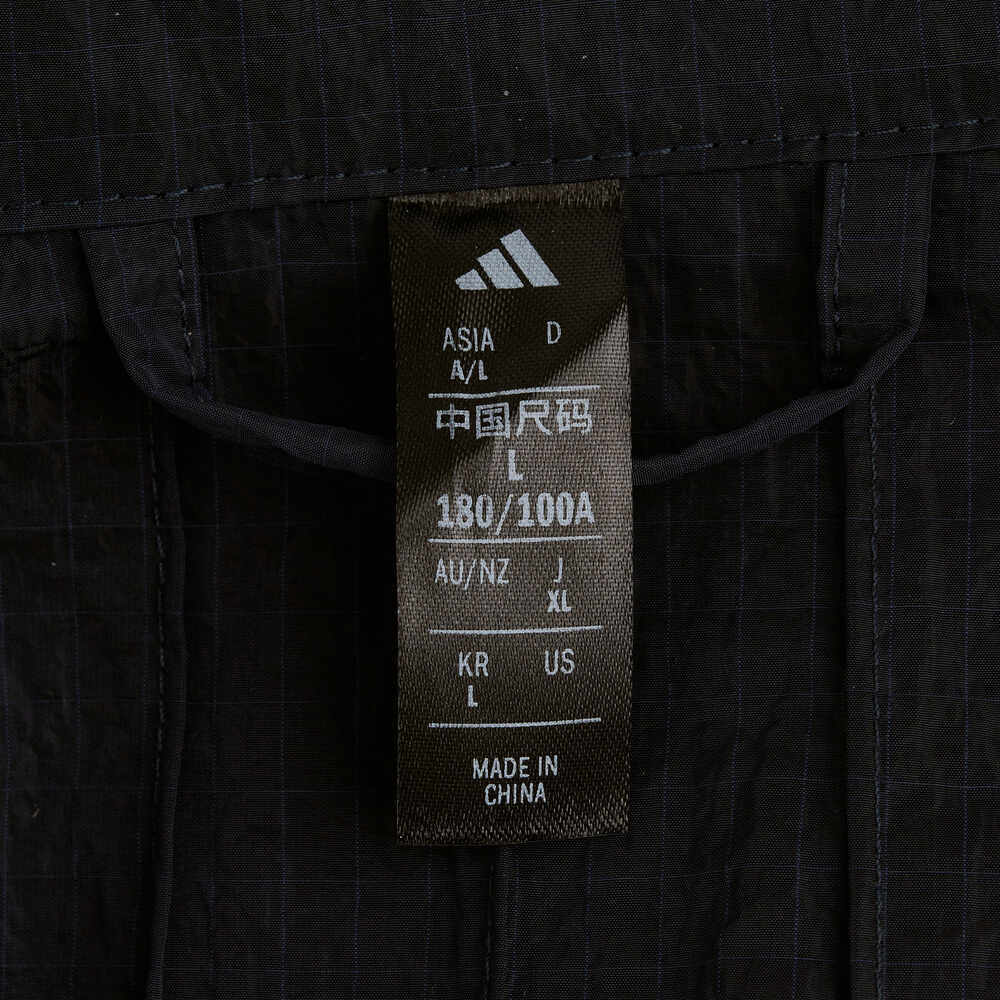 ASIA D
A/L
中国尺码
L
180/100A
AU/NZ J
XL
KR US
L
MADE IN
CHINA